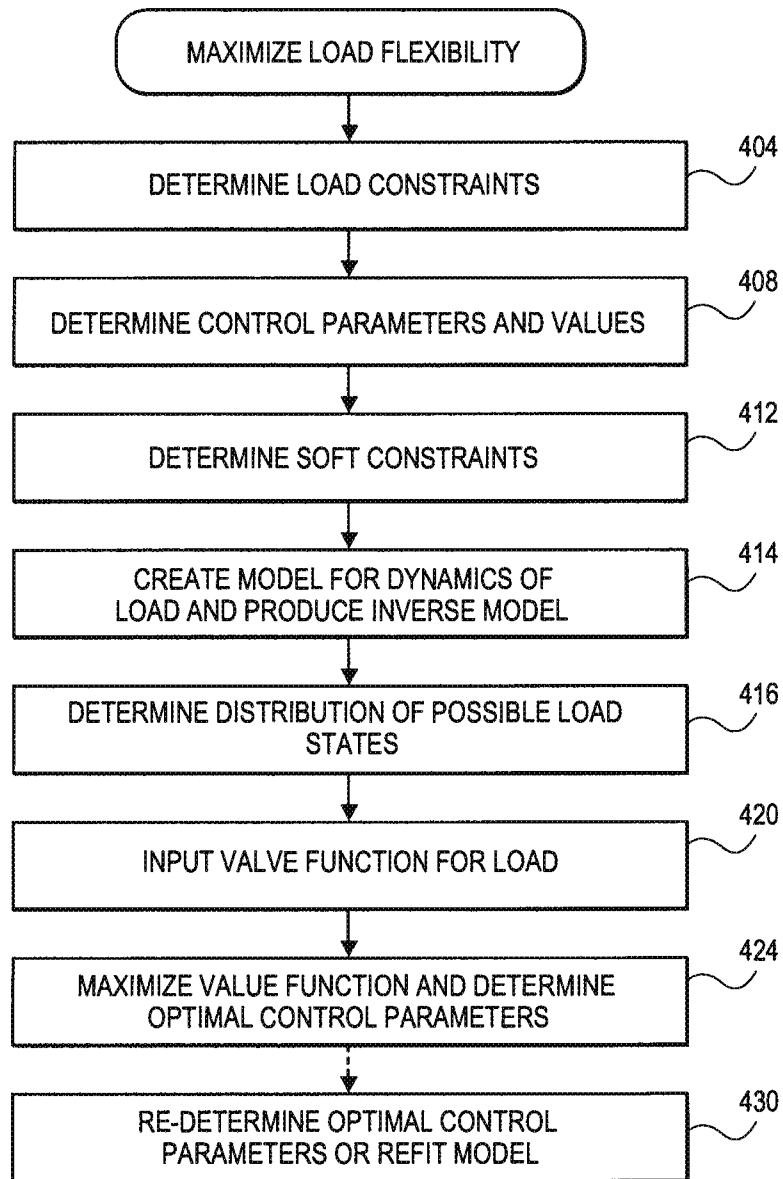 MAXIMIZE LOAD FLEXIBILITY
404
DETERMINE LOAD CONSTRAINTS
408
DETERMINE CONTROL PARAMETERS AND VALUES
412
DETERMINE SOFT CONSTRAINTS
414
CREATE MODEL FOR DYNAMICS OF
LOAD AND PRODUCE INVERSE MODEL
416
DETERMINE DISTRIBUTION OF POSSIBLE LOAD
STATES
420
INPUT VALVE FUNCTION FOR LOAD
424
MAXIMIZE VALUE FUNCTION AND DETERMINE
OPTIMAL CONTROL PARAMETERS
430
RE-DETERMINE OPTIMAL CONTROL
PARAMETERS OR REFIT MODEL